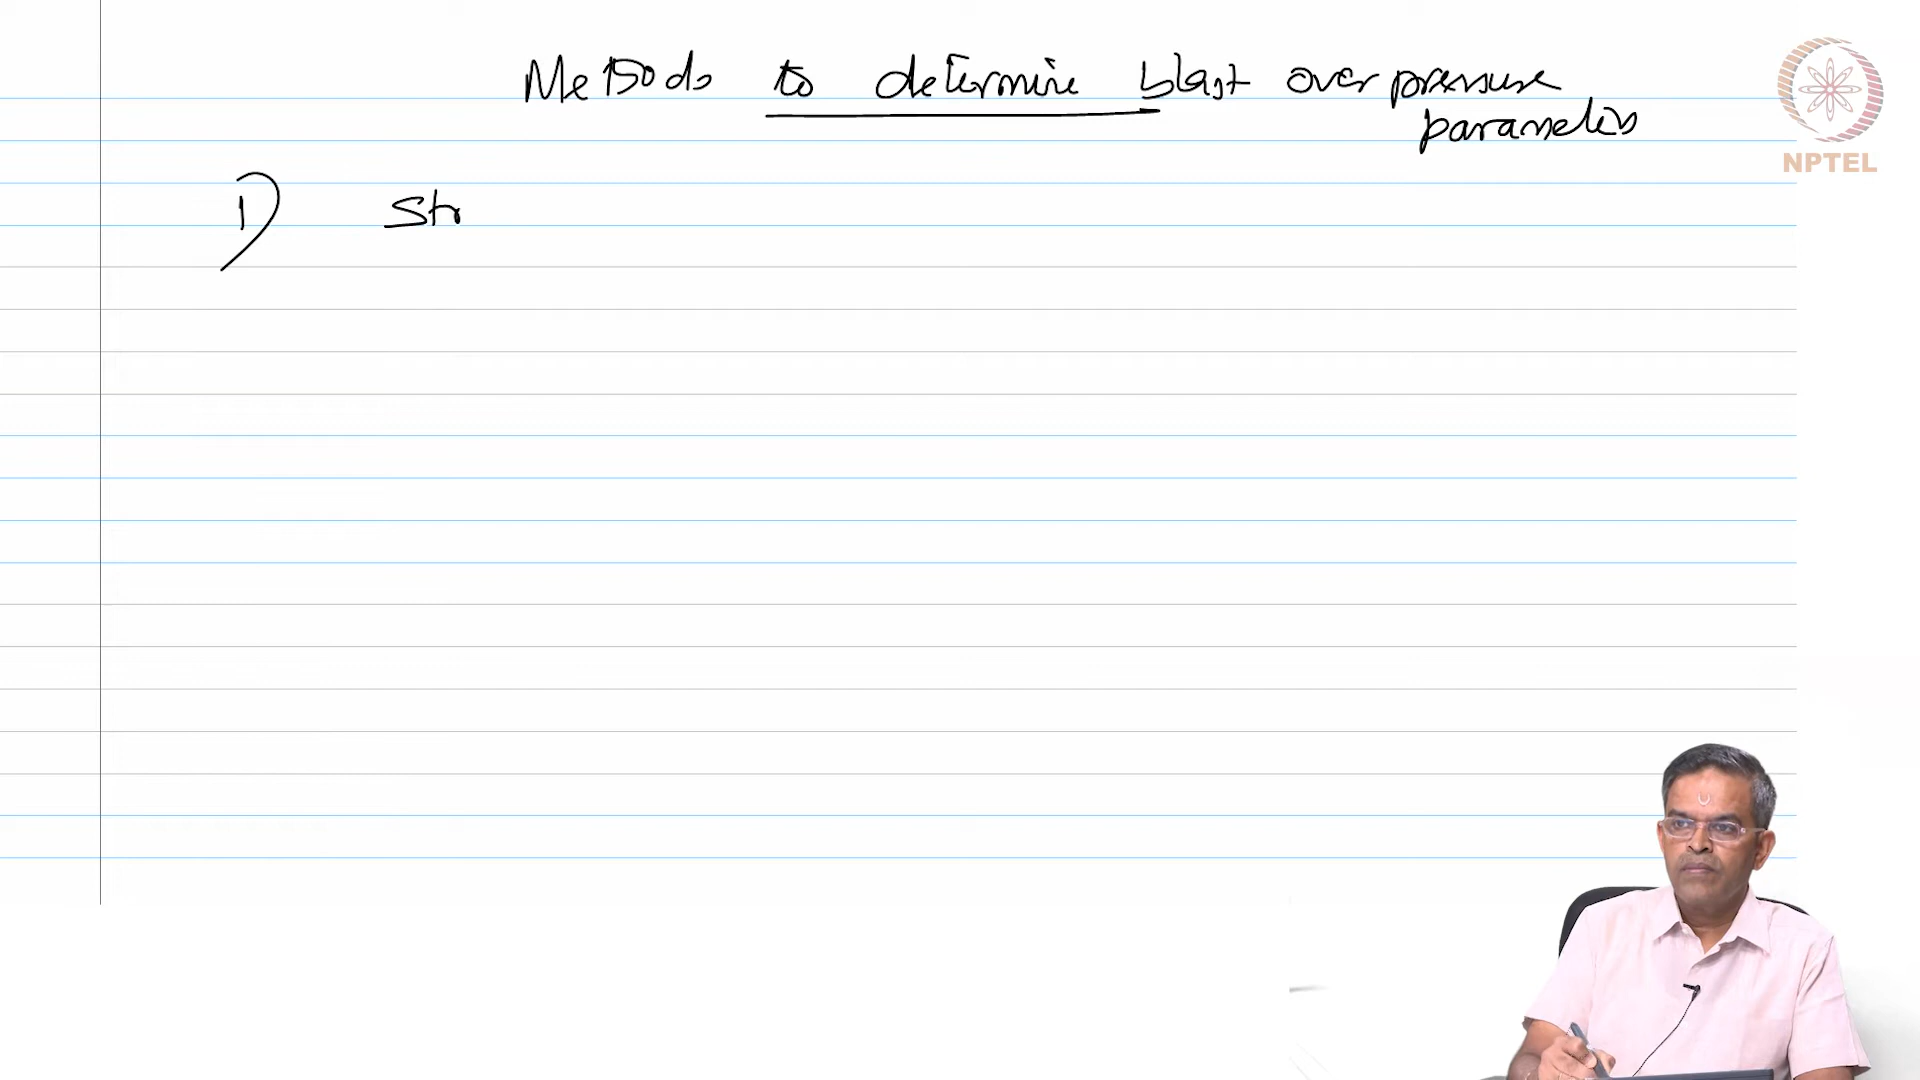 Methods to determine blast over pressure
parameters
1) Str
NPTEL